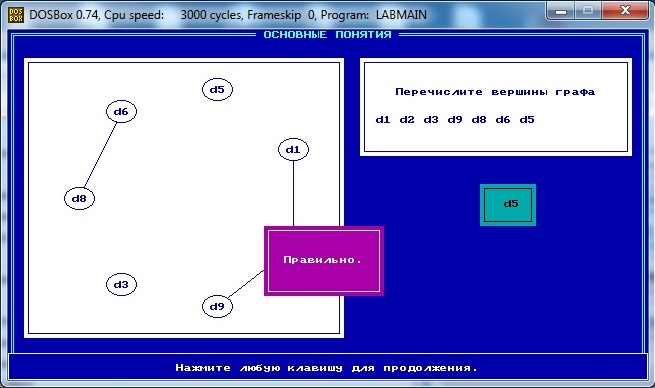 DOSBox 0.74, Cpu speed: 3000 cycles, Frameskip 0, Program: LABMAIN
ОСНОВНЫЕ ПОНЯТИЯ
d5
d6
d1
d8
d3
d9
Перечислите вершины графа
d1 d2 d3 d9 d8 d6 d5
d5
Правильно.
Нажмите любую клавишу для продолжения.